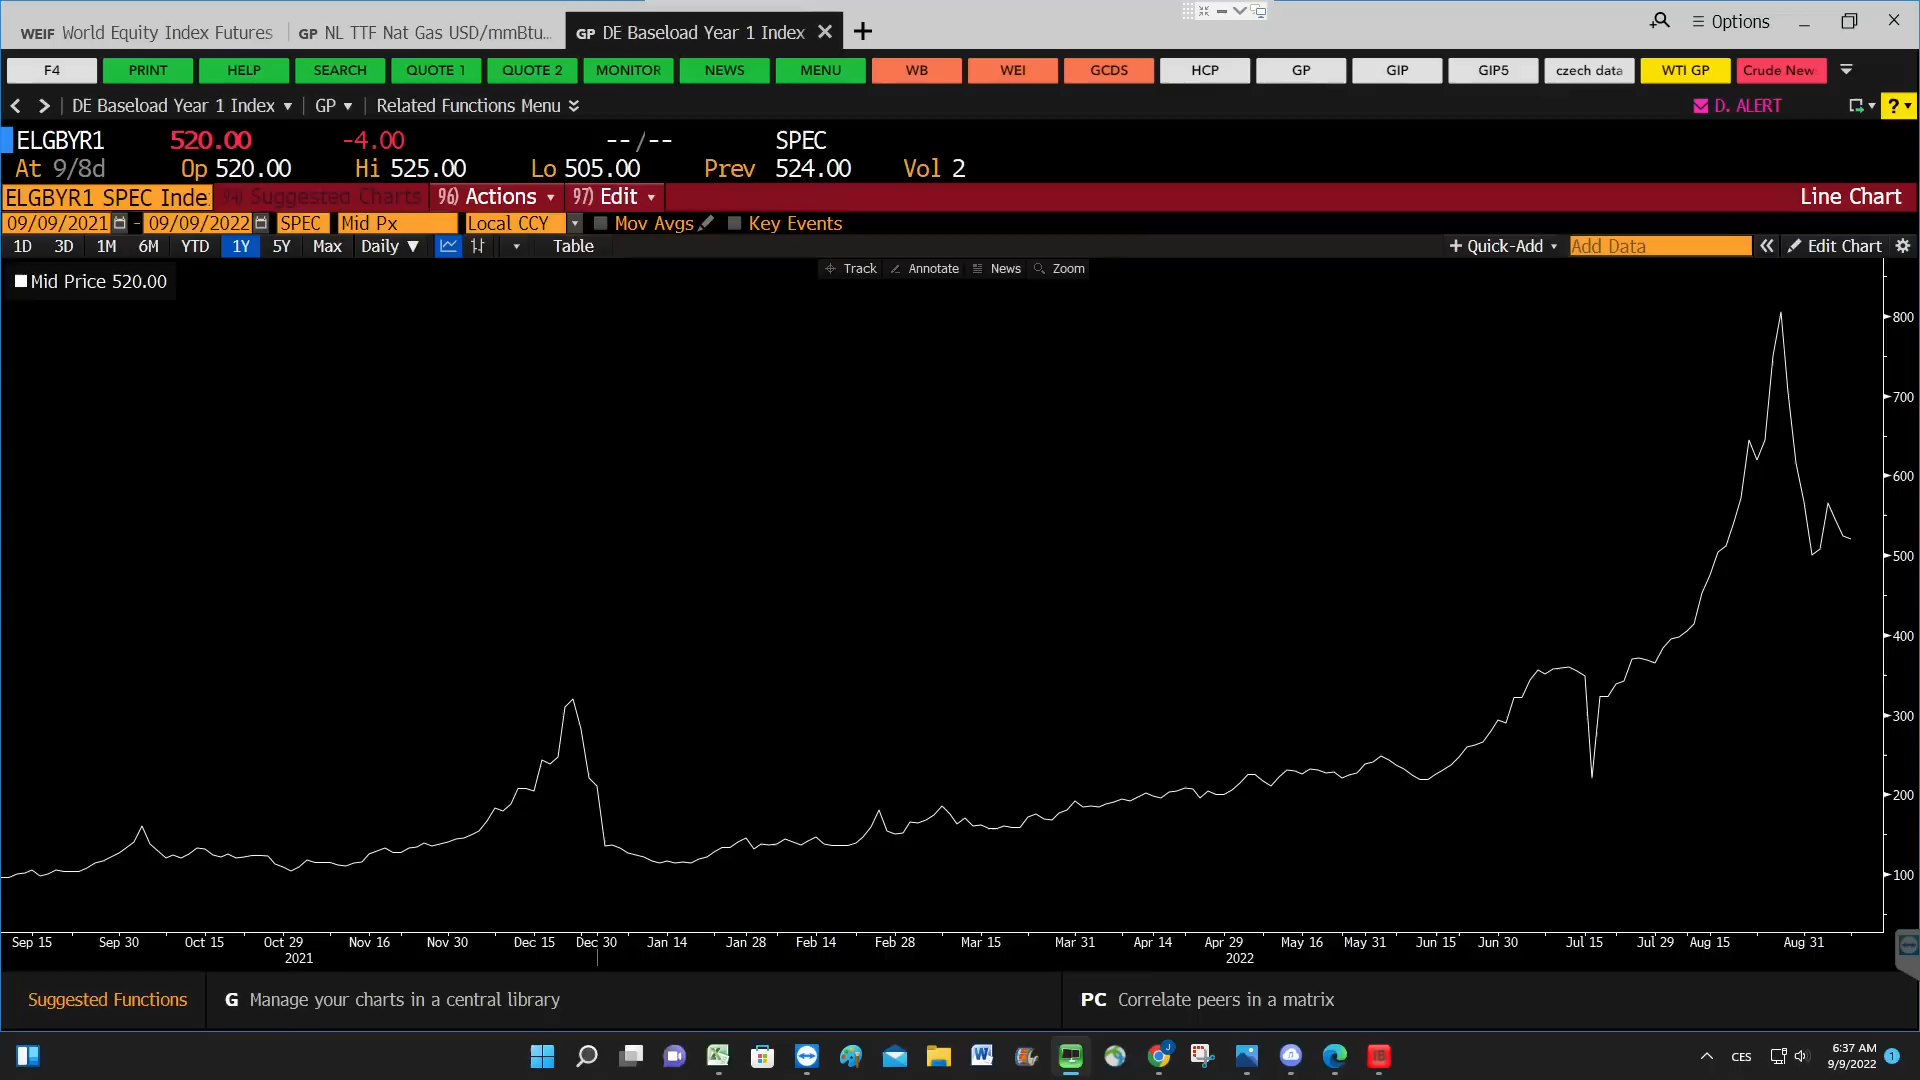 WEIF World Equity Index Futures GP NL TTF Nat Gas USD/mmBtu... GP DE Baseload Year 1 Index Options
F4 PRINT HELP SEARCH QUOTE 1 QUOTE 2 MONITOR NEWS MENU WB WEI GCDS HCP GP GIP GIP5 czech data WTI GP Crude New
DE Baseload Year 1 Index GP Related Functions Menu D. ALERT ?
ELGBYR1 520.00 -4.00 --/-- SPEC
At 9/8d Op 520.00 Hi 525.00 Lo 505.00 Prev 524.00 Vol 2
ELGBYR1 SPEC Inde 94) Suggested Charts 96) Actions 97) Edit Line Chart
09/09/2021 - 09/09/2022 SPEC Mid Px Local CCY Mov Avgs Key Events
1D 3D 1M 6M YTD 1Y 5Y Max Daily Table + Quick-Add Add Data « Edit Chart
Track Annotate News Zoom
Mid Price 520.00
800
700
600
500
400
300
200
100
Sep 15 Sep 30 Oct 15 Oct 29 Nov 16 Nov 30 Dec 15 Dec 30 Jan 14 Jan 28 Feb 14 Feb 28 Mar 15 Mar 31 Apr 14 Apr 29 May 16 May 31 Jun 15 Jun 30 Jul 15 Jul 29 Aug 15 Aug 31
2021 2022
Suggested Functions G Manage your charts in a central library PC Correlate peers in a matrix
CES 6:37 AM
9/9/2022 1